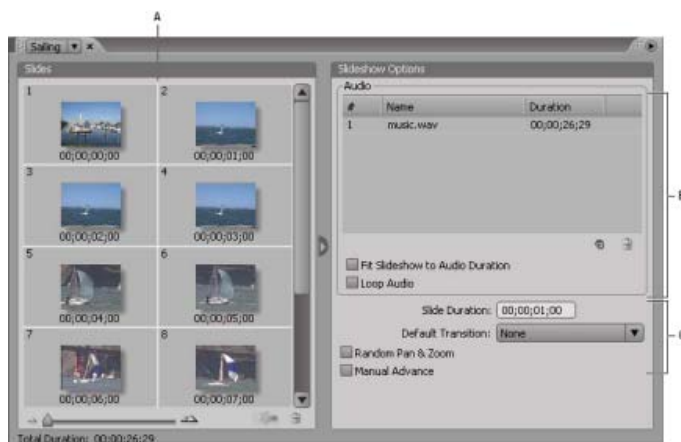 A
Sailing
Slides
1
2
00;00;00;00
00;00;01;00
3
4
00;00;02;00
00;00;03;00
5
6
00;00;04;00
00;00;05;00
7
8
00;00;06;00
00;00;07;00
Total Duration: 00;00;26;29
Slideshow Options
Audio
# Name Duration
1 music.wav 00;00;26;29
B
Fit Slideshow to Audio Duration
Loop Audio
Slide Duration: 00;00;01;00
Default Transition: None
C
Random Pan & Zoom
Manual Advance